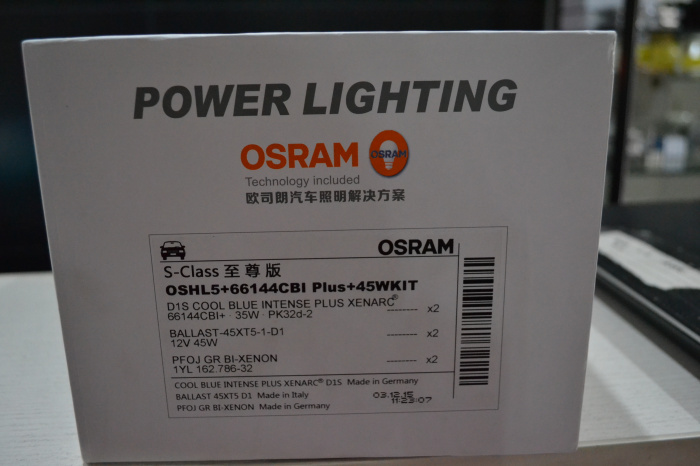 POWER LIGHTING
OSRAM OSRAM
Technology included
欧司朗汽车照明解决方案
OSRAM
S-Class 至尊版
OSHL5+66144CBI Plus+45WKIT
D1S COOL BLUE INTENSE PLUS XENARC®
66144CBI+ · 35W · PK32d-2 -------- x2
BALLAST-45XT5-1-D1 -------- x2
12V 45W
PFOJ GR BI-XENON -------- x2
1YL 162.786-32
COOL BLUE INTENSE PLUS XENARC® D1S Made in Germany
BALLAST 45XT5 D1 Made in Italy 03.12.15
PFOJ GR BI-XENON Made in Germany 11:23:07